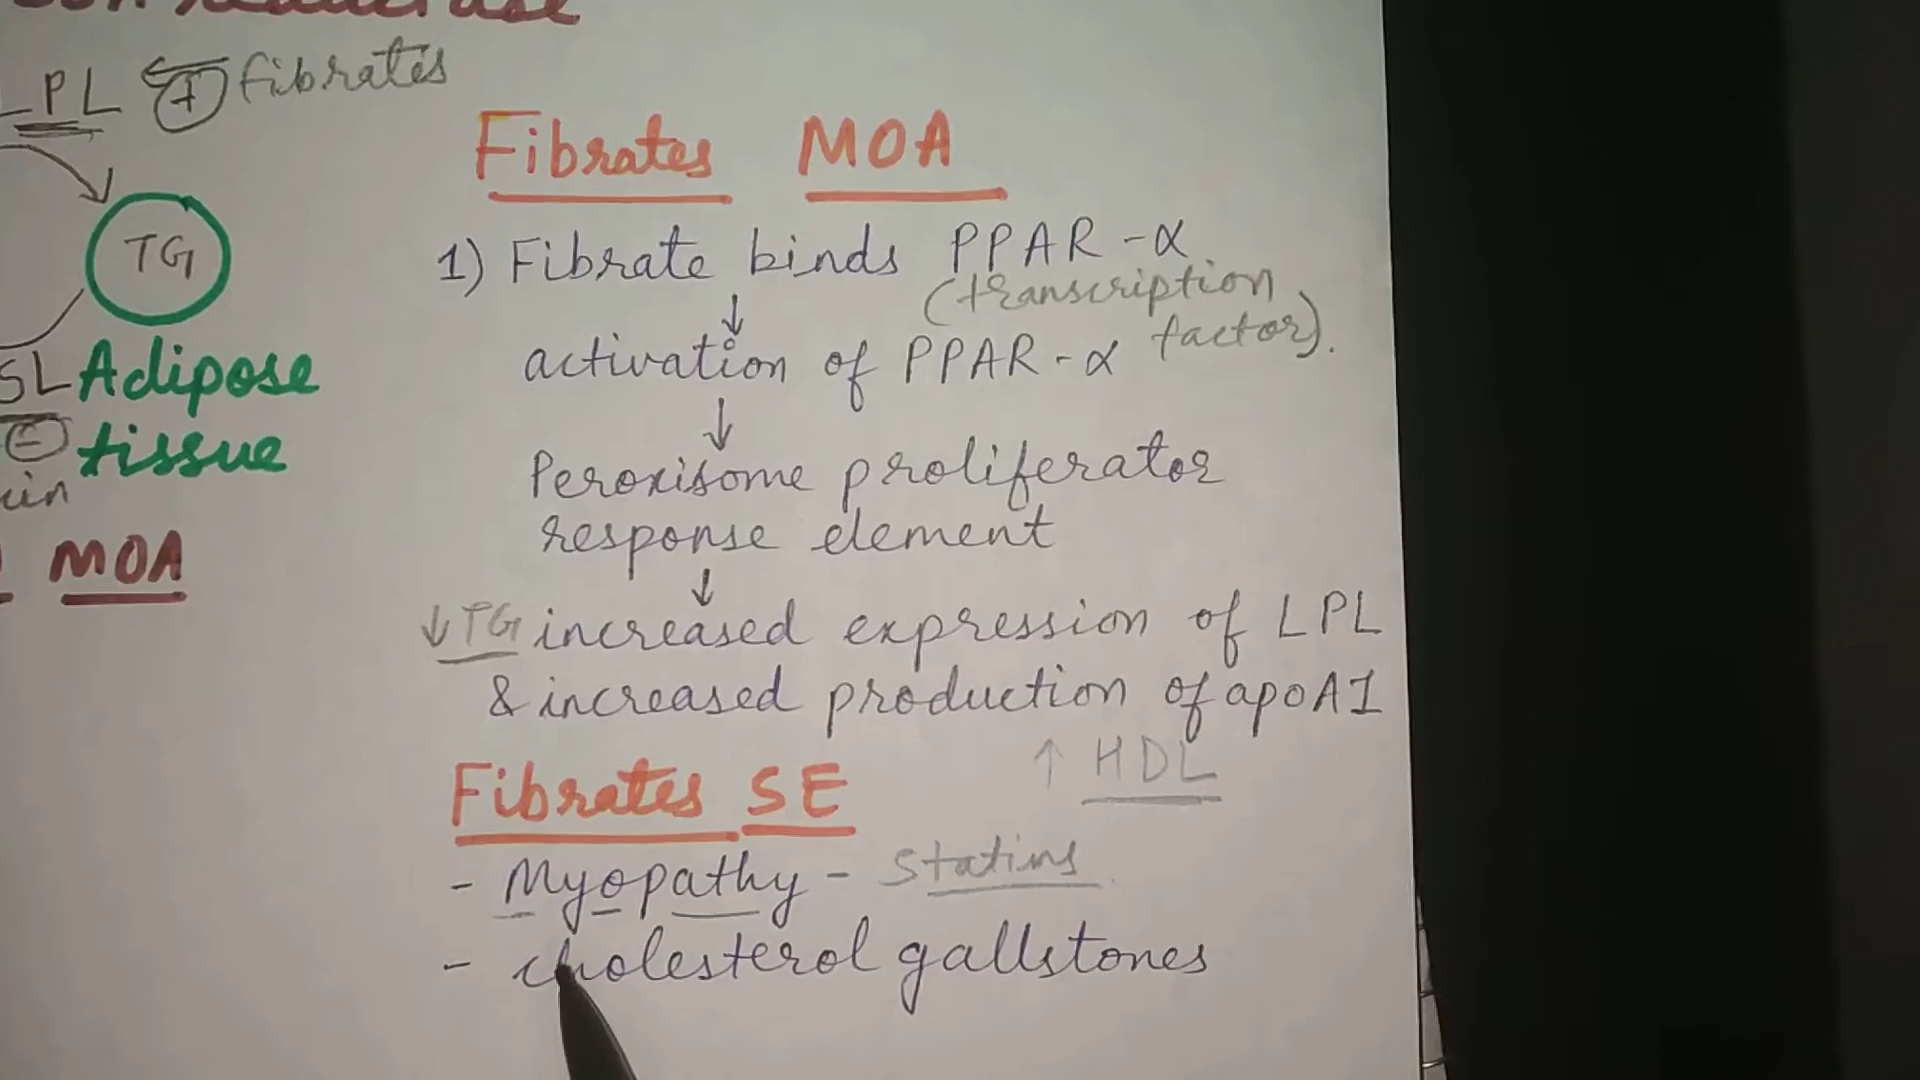 LPL + fibrates
TG
SL Adipose
tissue
MOA
Fibrates MOA
1) Fibrate binds PPAR-α
(transcription
factor).
↓
activation of PPAR-α
↓
Peroxisome proliferator
response element
↓
↓TG increased expression of LPL
& increased production of apoA1
↑ HDL
Fibrates SE
- Myopathy - Statins
- cholesterol gallstones